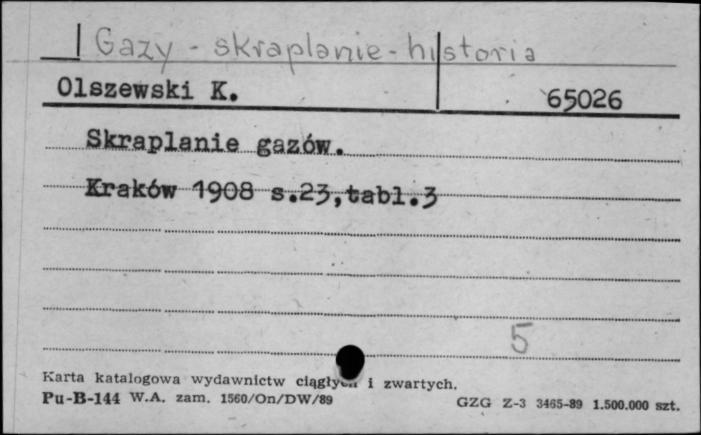 Gazy - skraplanie - historia
Olszewski K. 65026
Skraplanie gazów.
Kraków 1908 s.23,tabl.3
5
Karta katalogowa wydawnictw ciągłych i zwartych.
Pu-B-144 W.A. zam. 1560/On/DW/89 GZG Z-3 3465-89 1.500.000 szt.